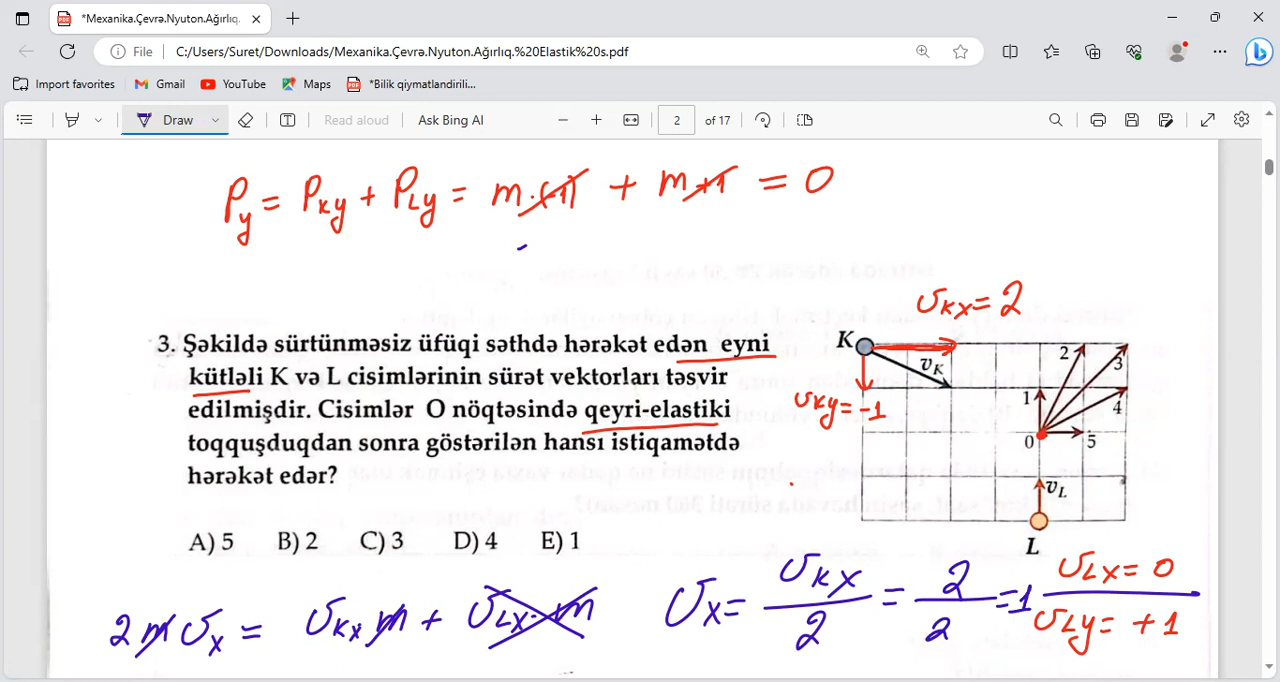 *Mexanika.Çevrə.Nyuton.Ağırlıq.
File C:/Users/Suret/Downloads/Mexanika.Çevrə.Nyuton.Ağırlıq.%20Elastik%20s.pdf
Import favorites Gmail YouTube Maps *Bilik qiymatlandirili...
Draw Read aloud Ask Bing AI 2 of 17
Py = PKy + PLy = m·(-1) + m·1 = 0
3. Şəkildə sürtünməsiz üfüqi səthdə hərəkət edən eyni
kütləli K və L cisimlərinin sürət vektorları təsvir
edilmişdir. Cisimlər O nöqtəsində qeyri-elastiki
toqquşduqdan sonra göstərilən hansı istiqamətdə
hərəkət edər?
A) 5 B) 2 C) 3 D) 4 E) 1
υKx = 2
K
vK
υKy = -1
1 2 3 4 5
0
vL
L
υLx = 0
υLy = +1
2mυx = υKx m + υLx·m
υx = υKx/2 = 2/2 = 1